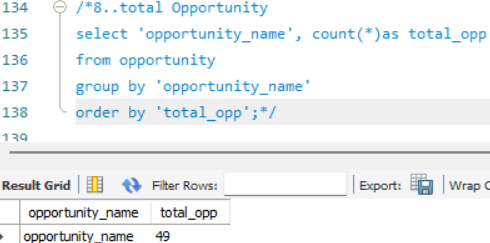 134 /*8..total Opportunity
135 select 'opportunity_name', count(*)as total_opp
136 from opportunity
137 group by 'opportunity_name'
138 order by 'total_opp';*/
139
Result Grid Filter Rows: Export: Wrap C
opportunity_name total_opp
opportunity_name 49